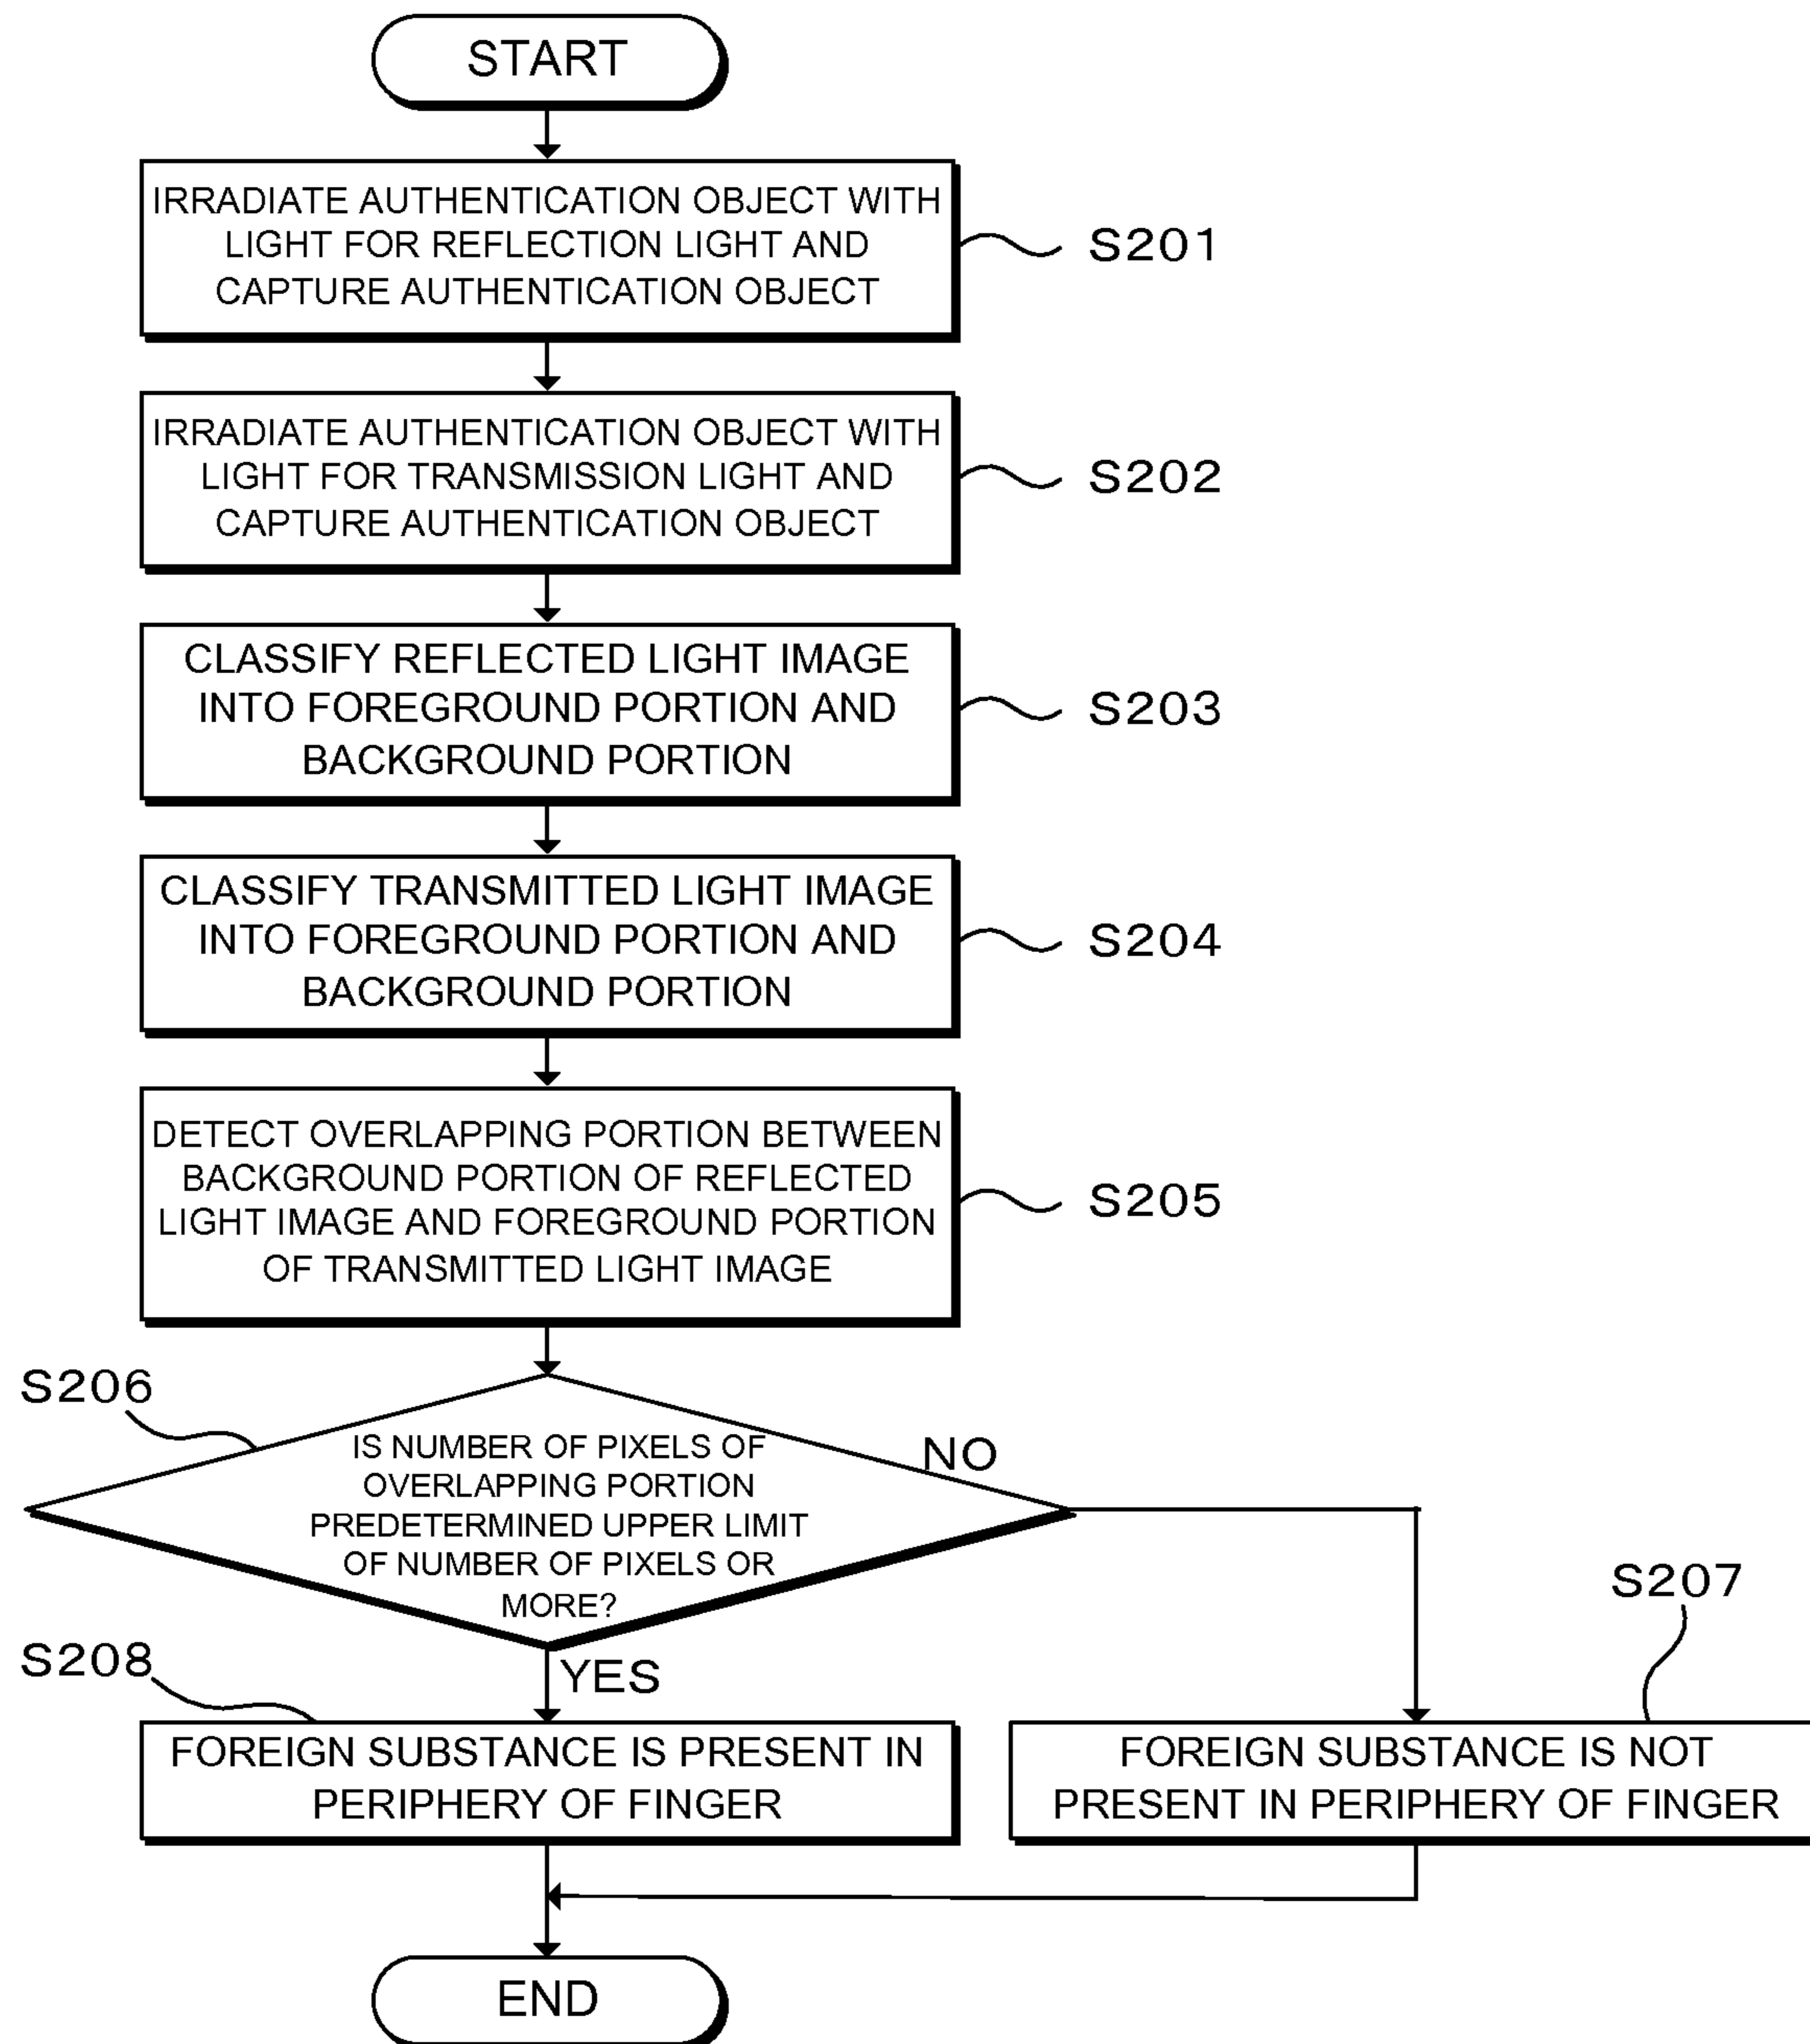 START
IRRADIATE AUTHENTICATION OBJECT WITH
LIGHT FOR REFLECTION LIGHT AND
CAPTURE AUTHENTICATION OBJECT
S201
IRRADIATE AUTHENTICATION OBJECT WITH
LIGHT FOR TRANSMISSION LIGHT AND
CAPTURE AUTHENTICATION OBJECT
S202
CLASSIFY REFLECTED LIGHT IMAGE
INTO FOREGROUND PORTION AND
BACKGROUND PORTION
S203
CLASSIFY TRANSMITTED LIGHT IMAGE
INTO FOREGROUND PORTION AND
BACKGROUND PORTION
S204
DETECT OVERLAPPING PORTION BETWEEN
BACKGROUND PORTION OF REFLECTED
LIGHT IMAGE AND FOREGROUND PORTION
OF TRANSMITTED LIGHT IMAGE
S205
S206
IS NUMBER OF PIXELS OF
OVERLAPPING PORTION
PREDETERMINED UPPER LIMIT
OF NUMBER OF PIXELS OR
MORE?
NO
YES
S208
FOREIGN SUBSTANCE IS PRESENT IN
PERIPHERY OF FINGER
S207
FOREIGN SUBSTANCE IS NOT
PRESENT IN PERIPHERY OF FINGER
END